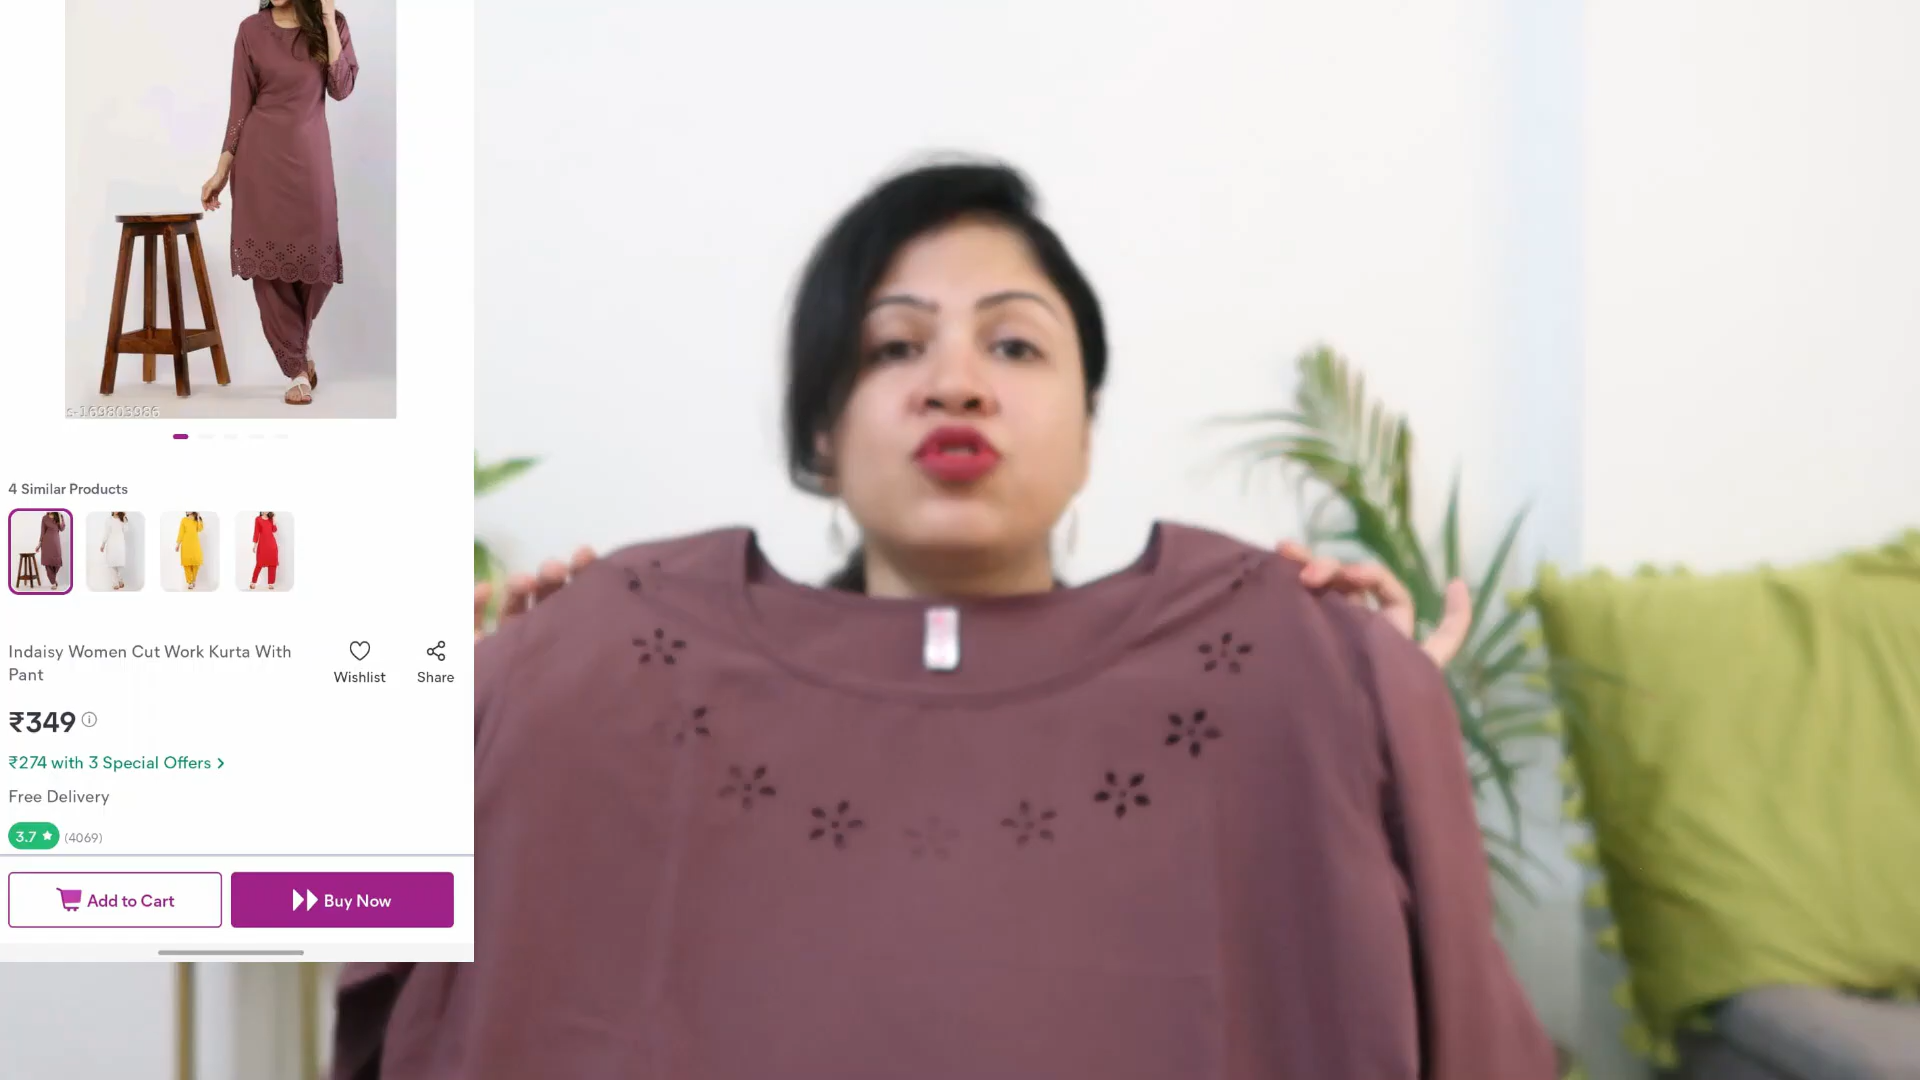 s-169803986
4 Similar Products
Indaisy Women Cut Work Kurta With
Pant
Wishlist
Share
₹349
₹274 with 3 Special Offers
Free Delivery
3.7 ★ (4069)
Add to Cart
Buy Now